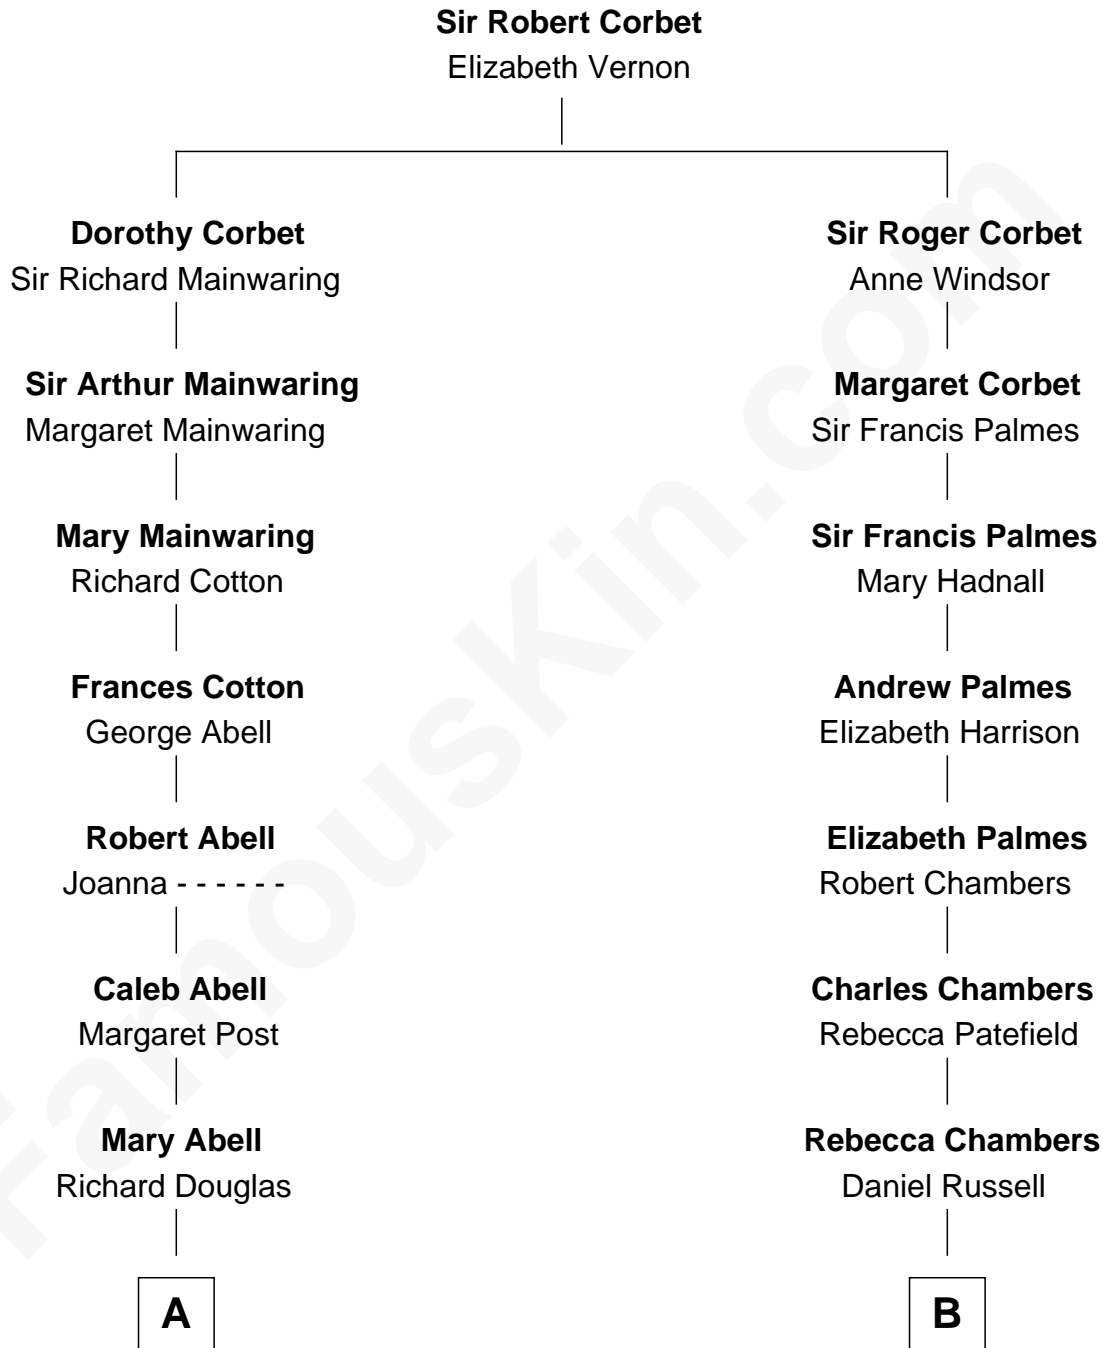 Sir Robert Corbet
Elizabeth Vernon
Dorothy Corbet
Sir Richard Mainwaring
Sir Roger Corbet
Anne Windsor
Sir Arthur Mainwaring
Margaret Mainwaring
Margaret Corbet
Sir Francis Palmes
Mary Mainwaring
Richard Cotton
Sir Francis Palmes
Mary Hadnall
Frances Cotton
George Abell
Andrew Palmes
Elizabeth Harrison
Robert Abell
Joanna - - - - - -
Elizabeth Palmes
Robert Chambers
Caleb Abell
Margaret Post
Charles Chambers
Rebecca Patefield
Mary Abell
Richard Douglas
Rebecca Chambers
Daniel Russell
A
B
FamousKin.com